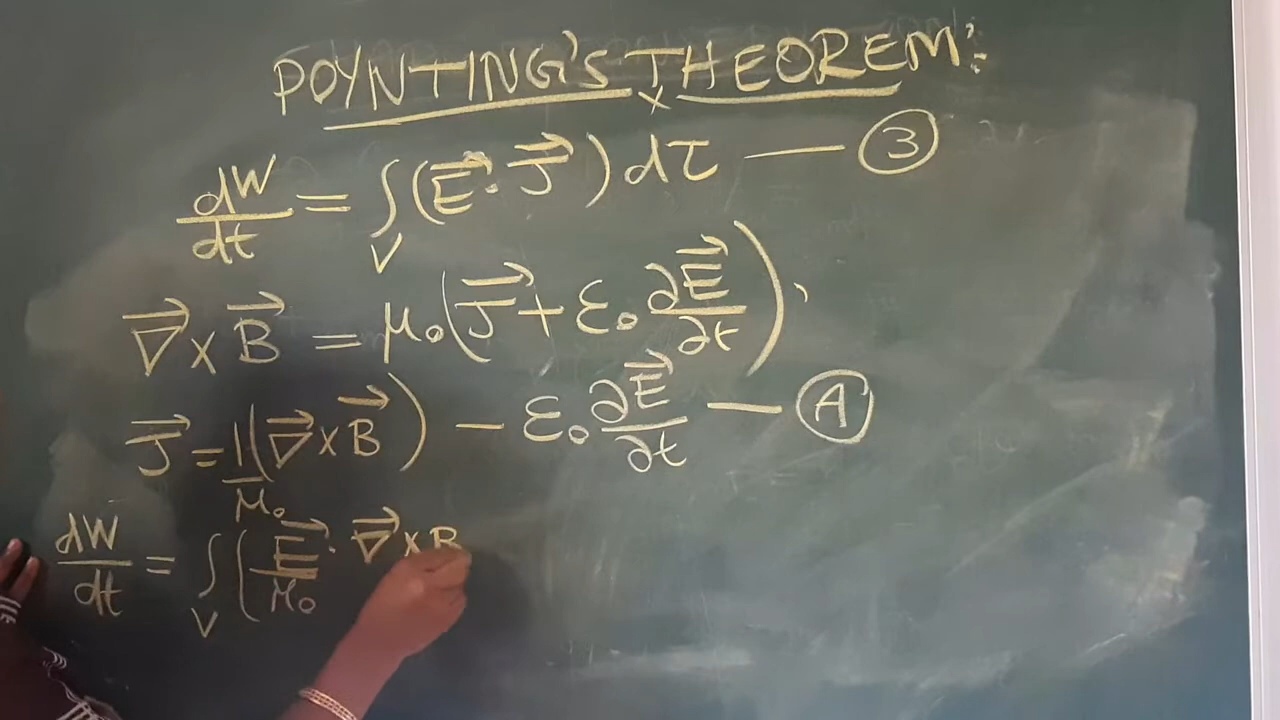 POYNTING'S THEOREM:
x
dW/dt = ∫_V (E⃗ · J⃗) dτ — ③
∇⃗ × B⃗ = μ₀(J⃗ + ε₀ ∂E⃗/∂t),
J⃗ = 1/μ₀ (∇⃗ × B⃗) − ε₀ ∂E⃗/∂t — Ⓐ
dW/dt = ∫_V (E⃗/μ₀ · ∇⃗ × B